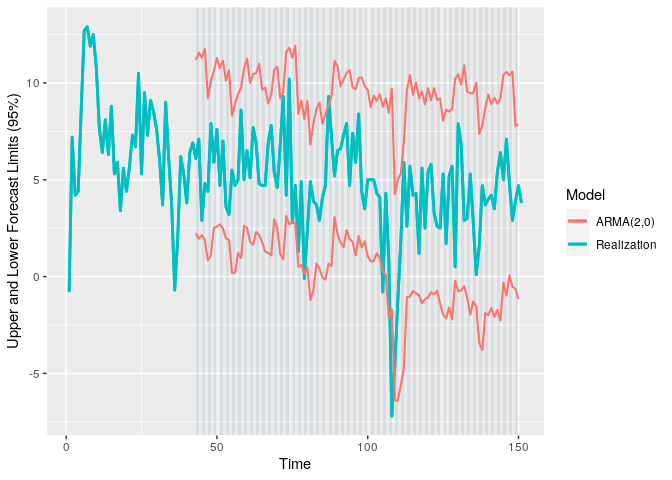 Upper and Lower Forecast Limits (95%)
10
5
0
-5
0
50
100
150
Time
Model
ARMA(2,0)
Realization